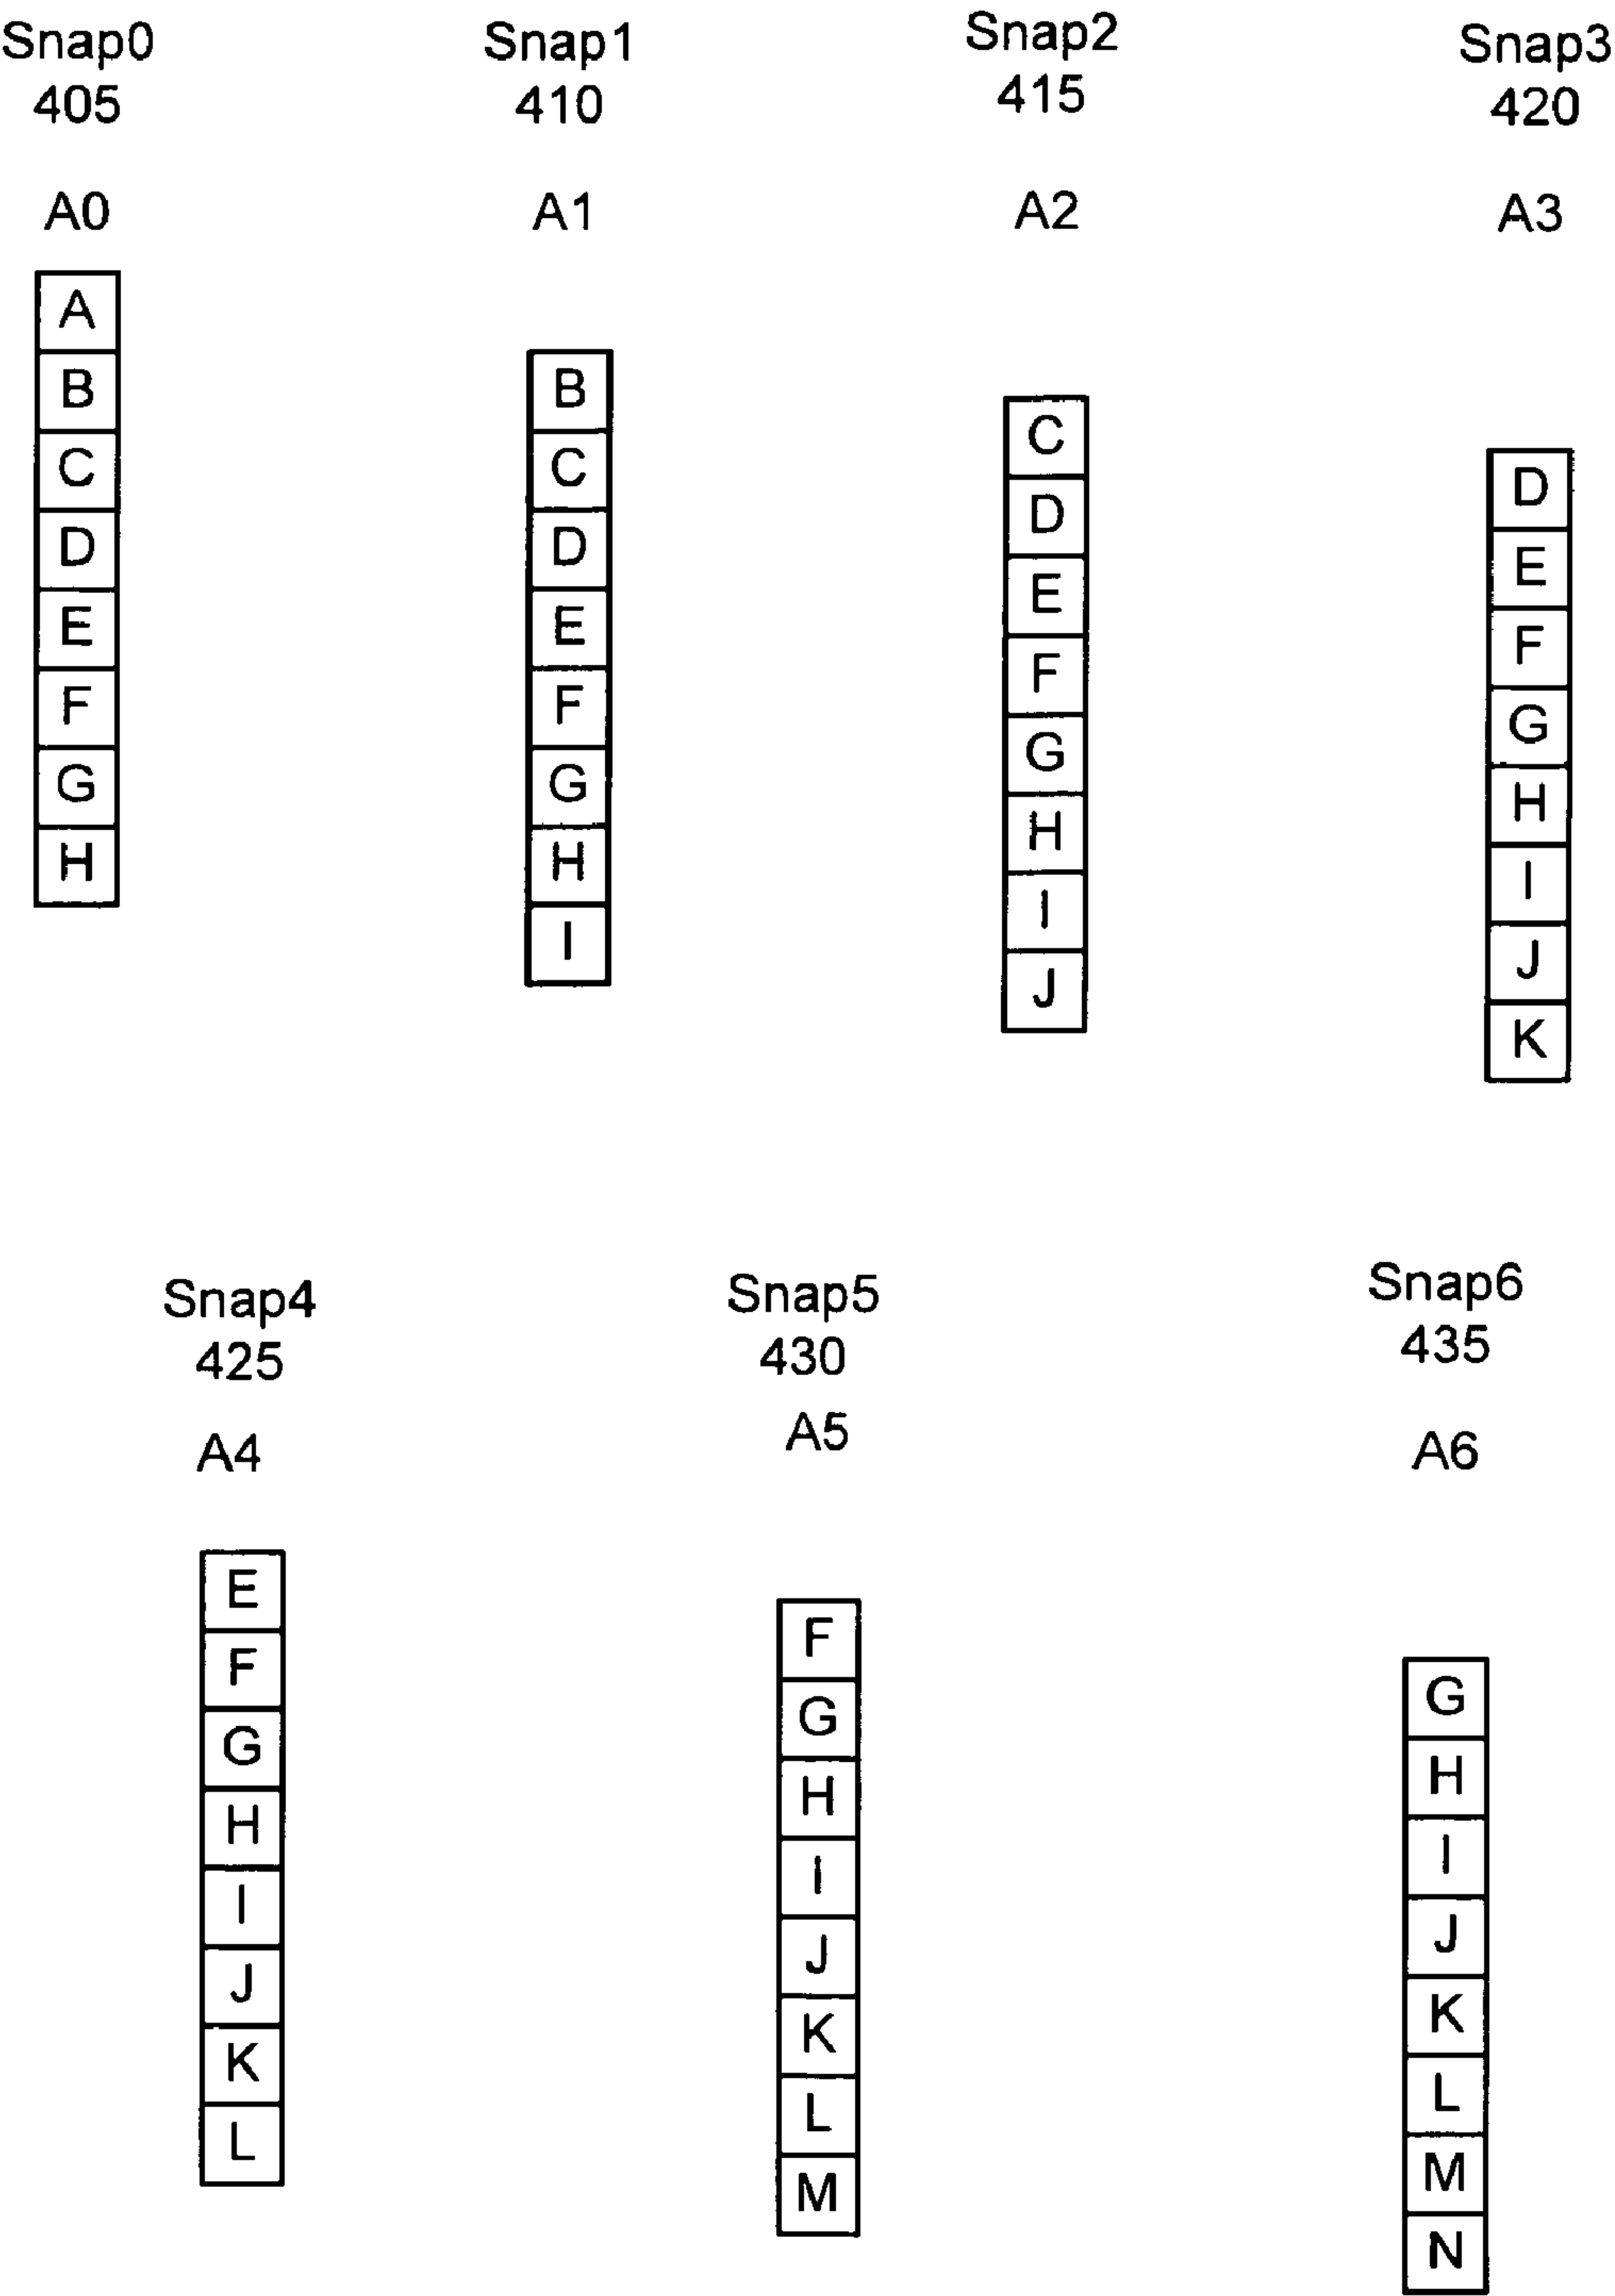 Snap0
405
A0
A
B
C
D
E
F
G
H
Snap1
410
A1
B
C
D
E
F
G
H
I
Snap2
415
A2
C
D
E
F
G
H
I
J
Snap3
420
A3
D
E
F
G
H
I
J
K
Snap4
425
A4
E
F
G
H
I
J
K
L
Snap5
430
A5
F
G
H
I
J
K
L
M
Snap6
435
A6
G
H
I
J
K
L
M
N